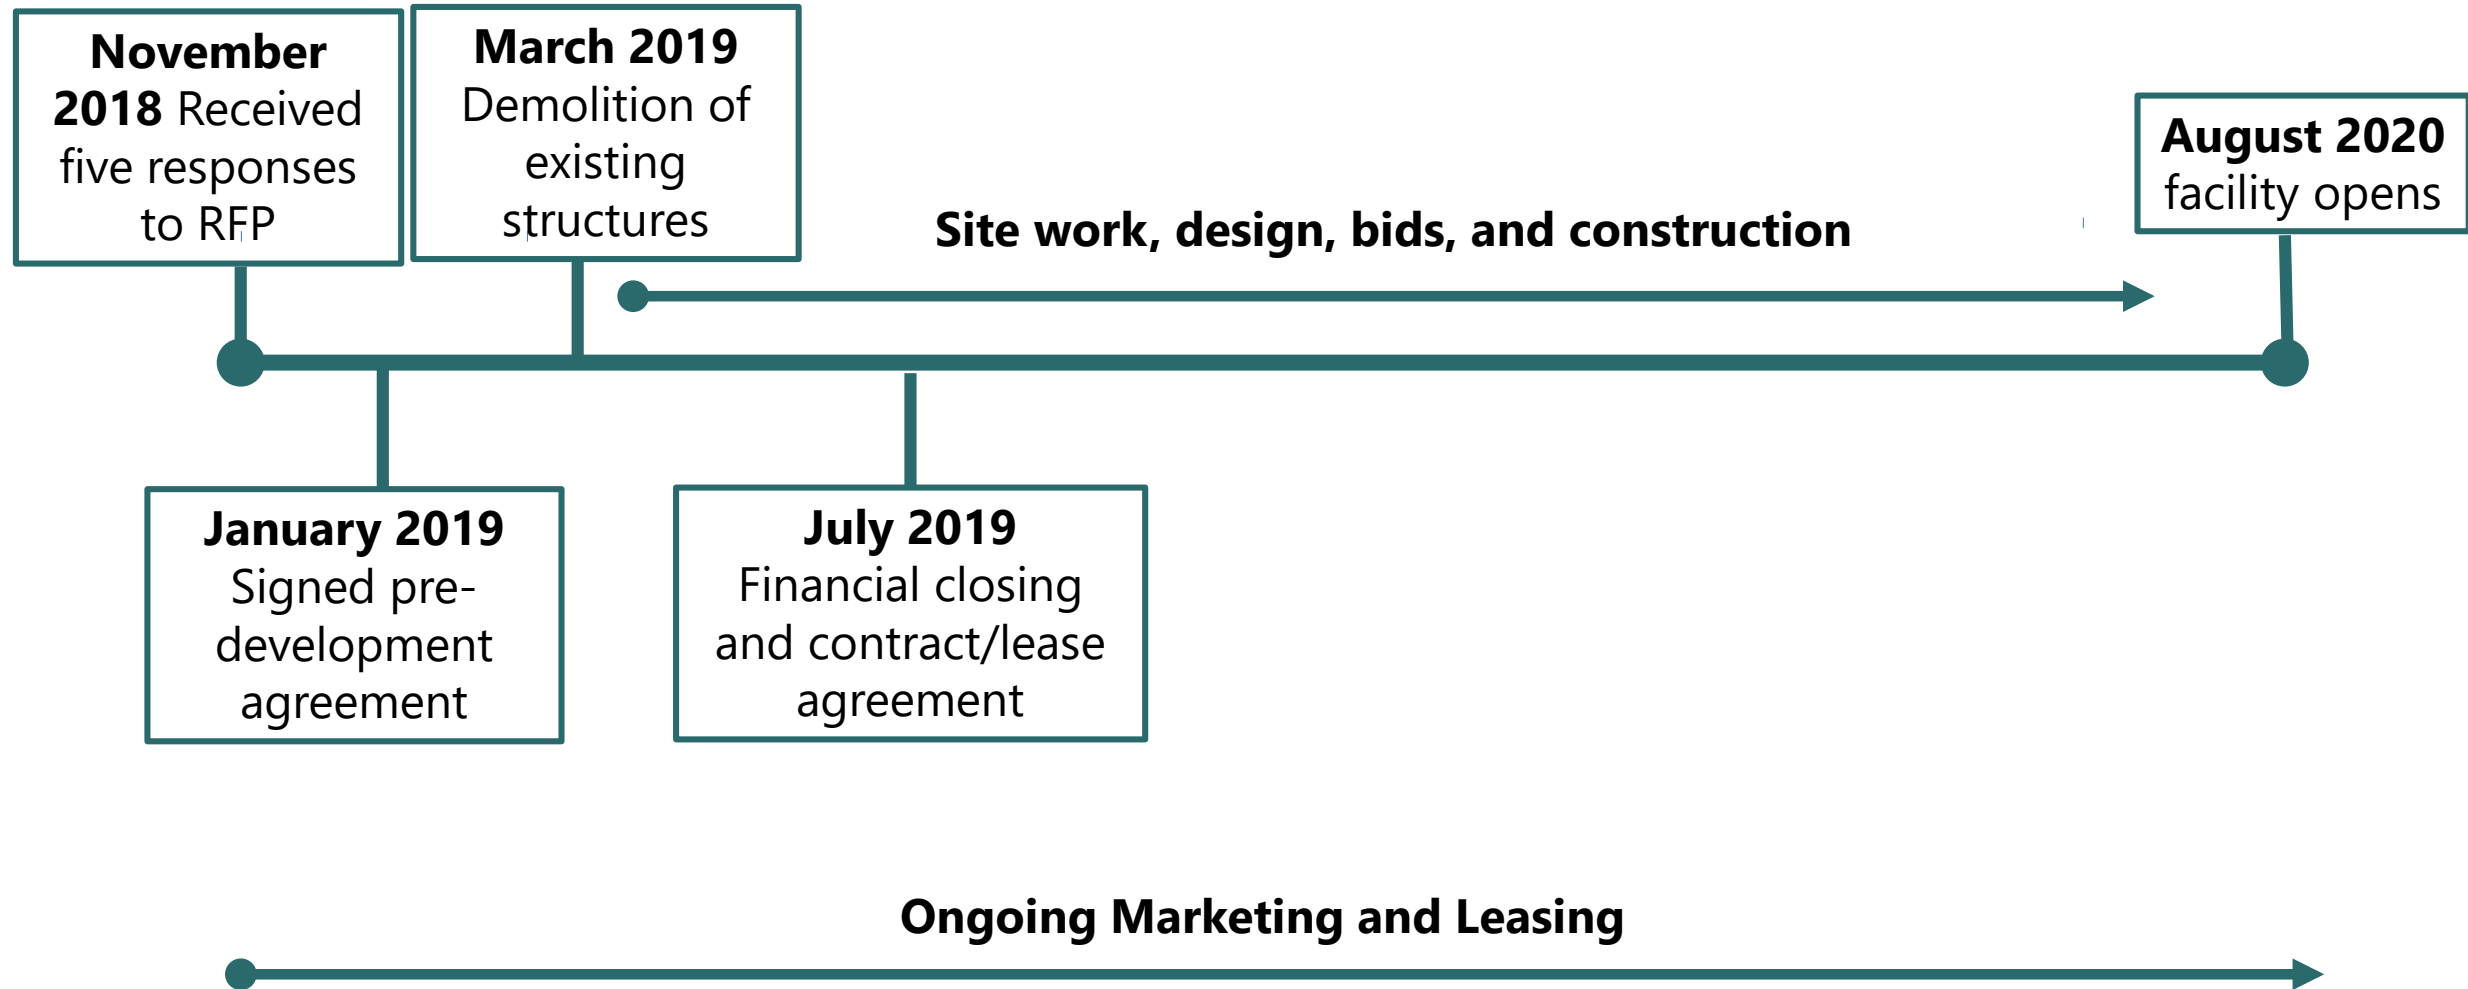 November
2018 Received
five responses
to RFP
March 2019
Demolition of
existing
structures
Site work, design, bids, and construction
August 2020
facility opens
January 2019
Signed pre-
development
agreement
July 2019
Financial closing
and contract/lease
agreement
Ongoing Marketing and Leasing